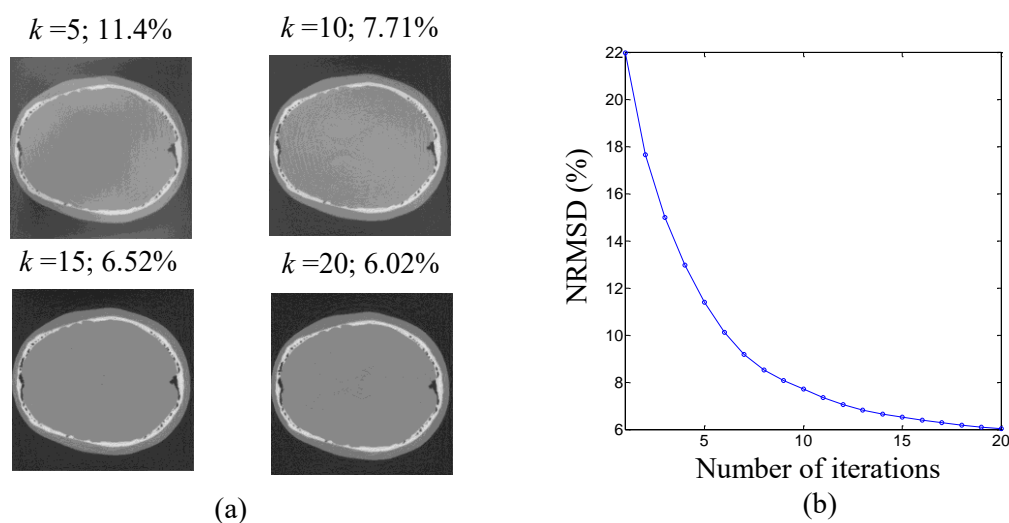 k =5; 11.4%
k =10; 7.71%
k =15; 6.52%
k =20; 6.02%
(a)
NRMSD (%)
22
20
18
16
14
12
10
8
6
5
10
15
20
Number of iterations
(b)